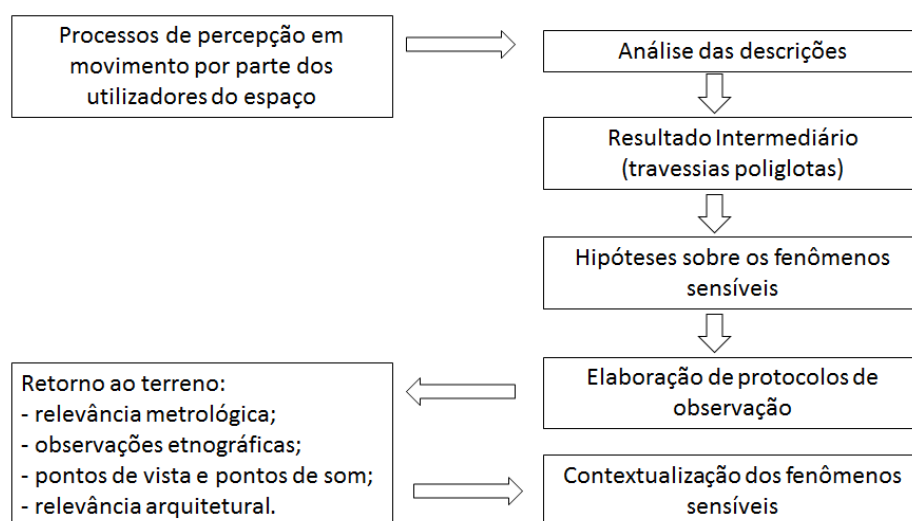 Processos de percepção em
movimento por parte dos
utilizadores do espaço
Análise das descrições
Resultado Intermediário
(travessias poliglotas)
Hipóteses sobre os fenômenos
sensíveis
Elaboração de protocolos de
observação
Retorno ao terreno:
- relevância metrológica;
- observações etnográficas;
- pontos de vista e pontos de som;
- relevância arquitetural.
Contextualização dos fenômenos
sensíveis